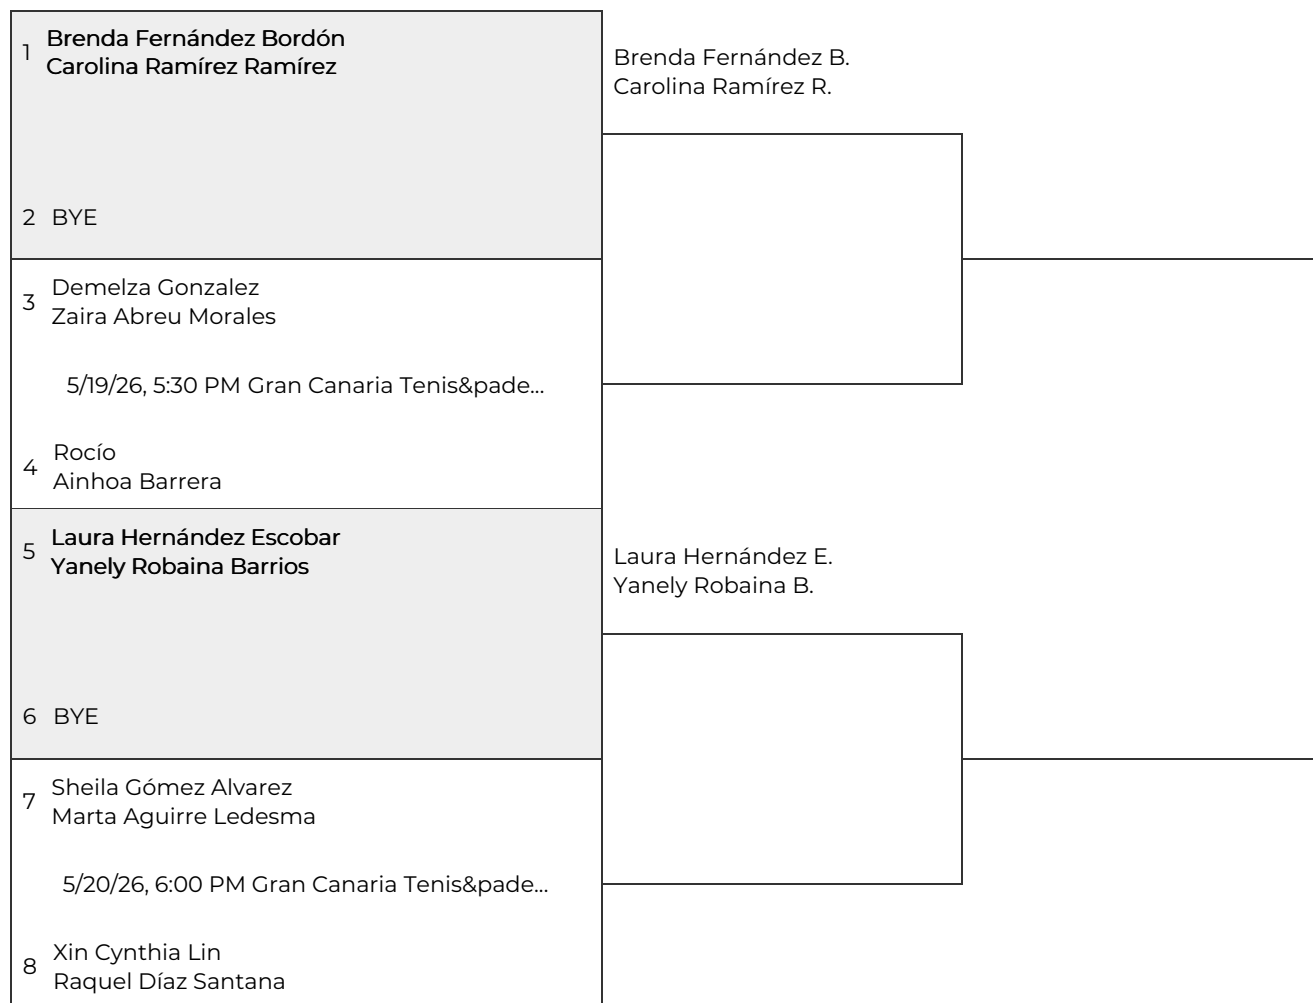 1 Brenda Fernández Bordón
Carolina Ramírez Ramírez
2 BYE
Brenda Fernández B.
Carolina Ramírez R.
3 Demelza Gonzalez
Zaira Abreu Morales
5/19/26, 5:30 PM Gran Canaria Tenis&pade...
4 Rocío
Ainhoa Barrera
5 Laura Hernández Escobar
Yanely Robaina Barrios
6 BYE
Laura Hernández E.
Yanely Robaina B.
7 Sheila Gómez Alvarez
Marta Aguirre Ledesma
5/20/26, 6:00 PM Gran Canaria Tenis&pade...
8 Xin Cynthia Lin
Raquel Díaz Santana